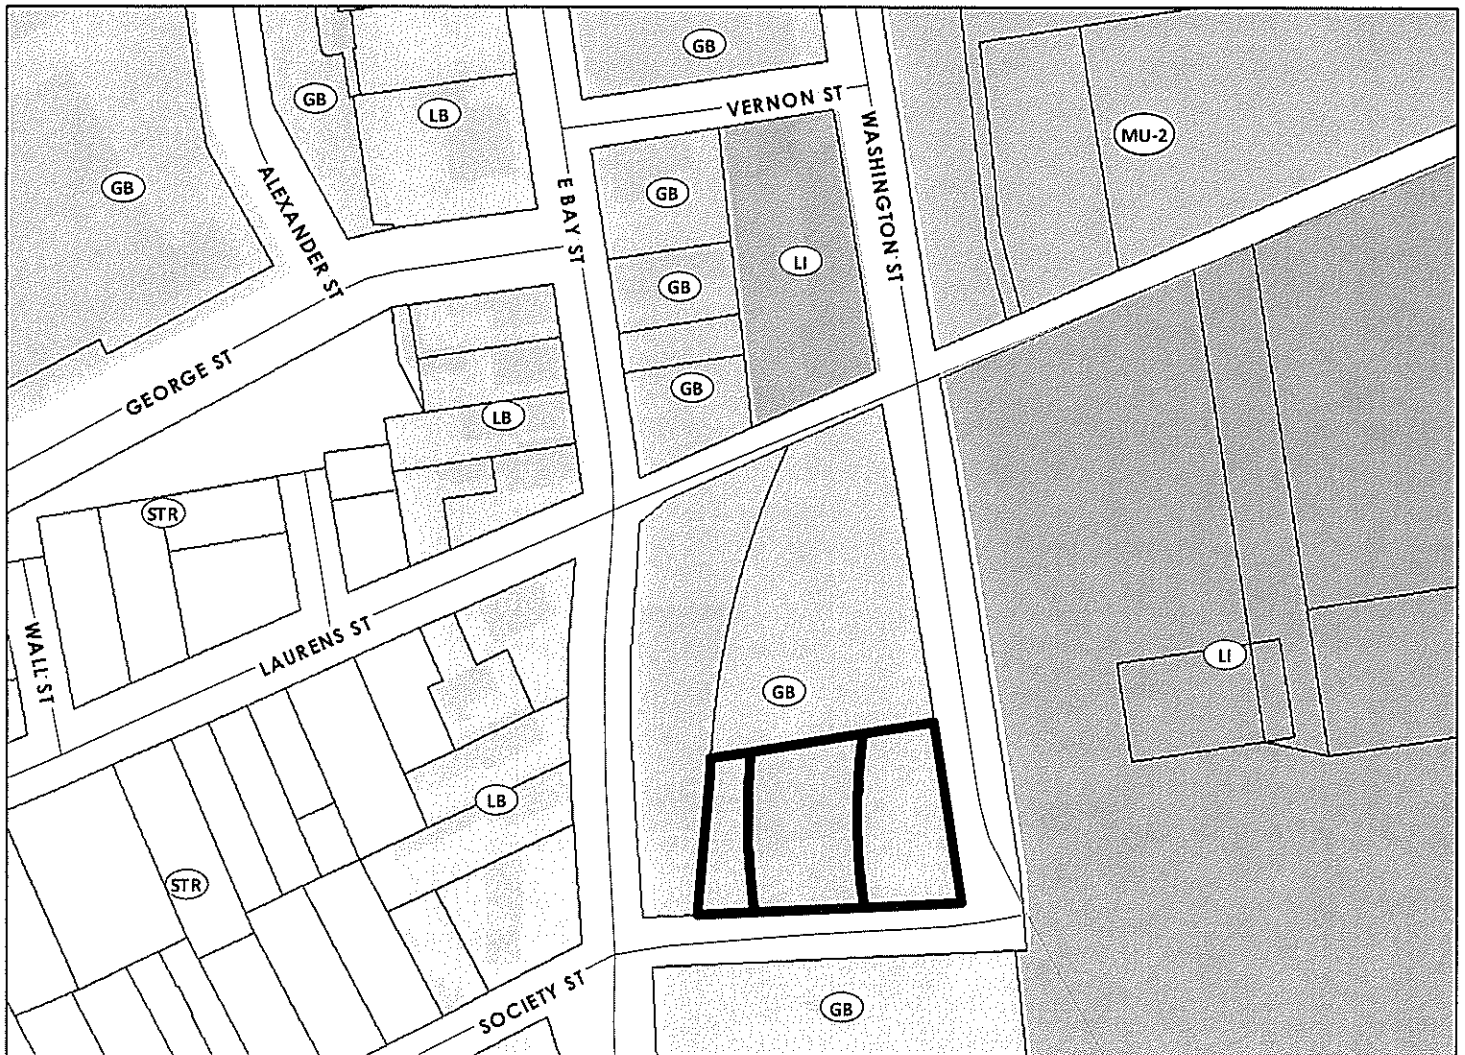 GB
VERNON ST
GB
LB
MU-2
GB
ALEXANDER ST
E BAY ST
GB
WASHINGTON ST
LI
GB
GEORGE ST
GB
LB
STR
WALL ST
LAURENS ST
LI
GB
LB
STR
SOCIETY ST
GB